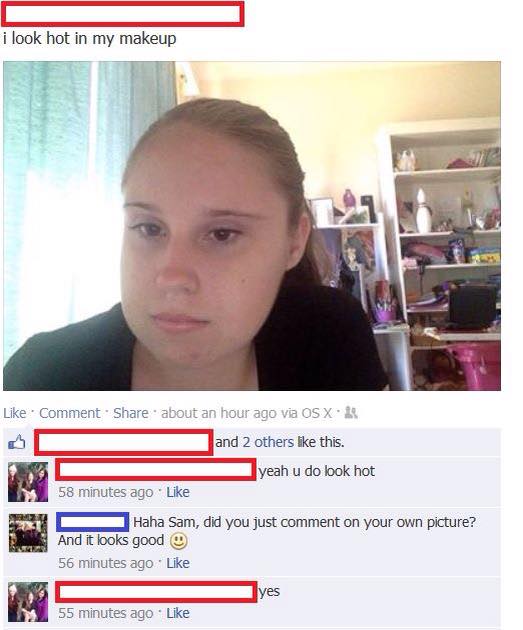 i look hot in my makeup
Like · Comment · Share · about an hour ago via OS X ·
and 2 others like this.
yeah u do look hot
58 minutes ago · Like
Haha Sam, did you just comment on your own picture?
And it looks good
56 minutes ago · Like
yes
55 minutes ago · Like